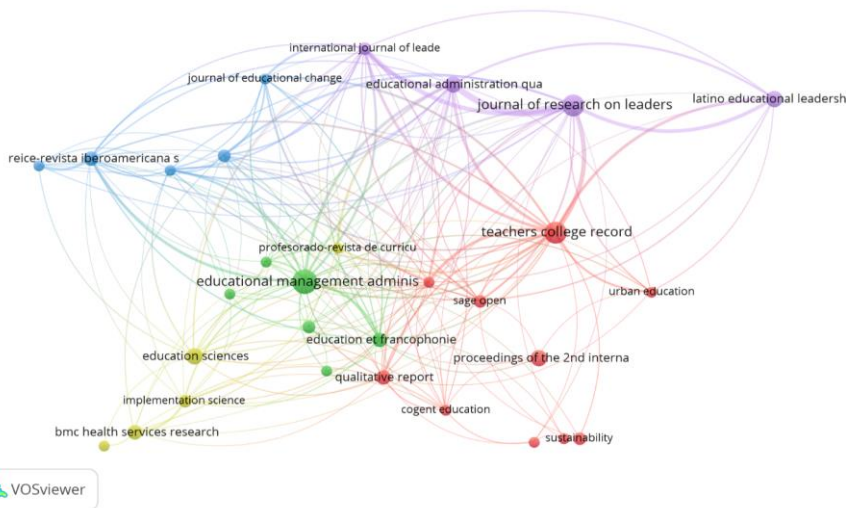 international journal of leade
journal of educational change
educational administration qua
journal of research on leaders
latino educational leadersh
reice-revista iberoamericana s
teachers college record
profesorado-revista de curricu
educational management adminis
sage open
urban education
education et francophonie
education sciences
proceedings of the 2nd interna
qualitative report
implementation science
cogent education
bmc health services research
sustainability
VOSviewer